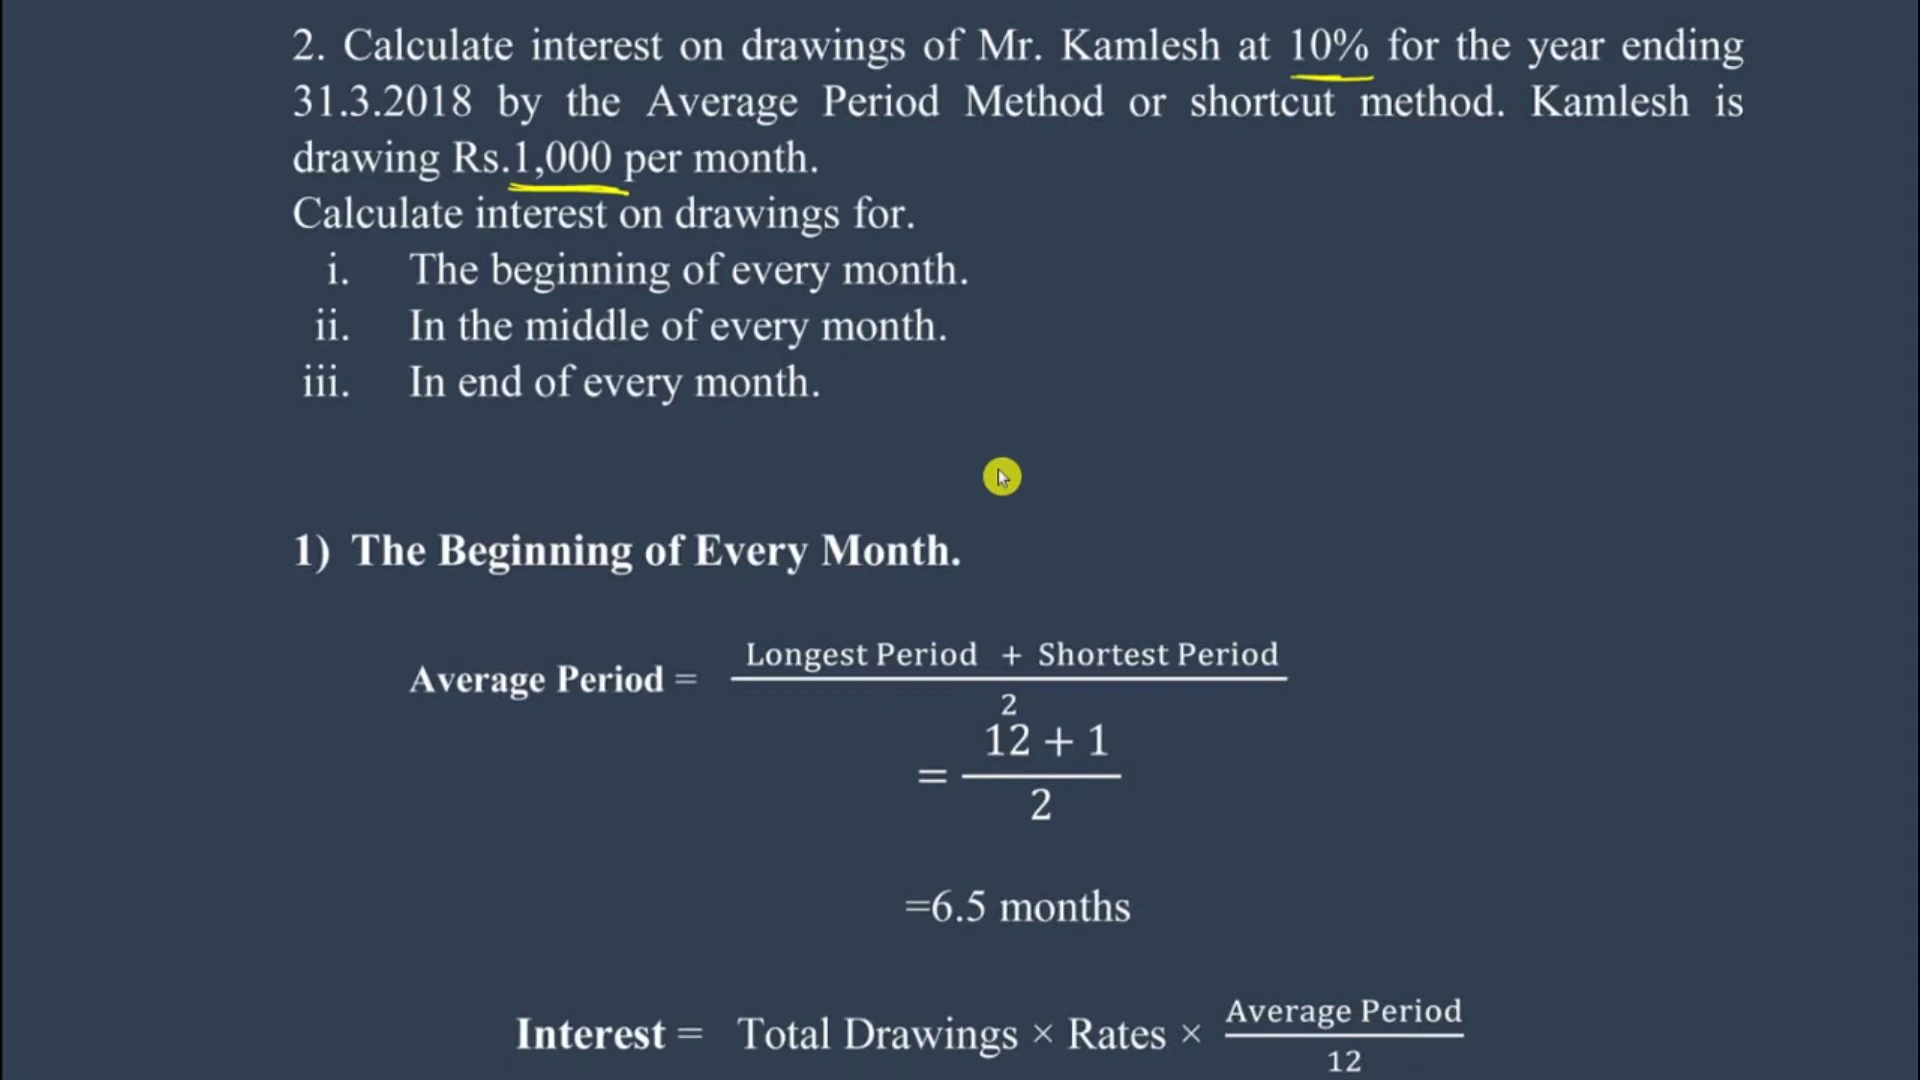 2. Calculate interest on drawings of Mr. Kamlesh at 10% for the year ending
31.3.2018 by the Average Period Method or shortcut method. Kamlesh is
drawing Rs.1,000 per month.
Calculate interest on drawings for.
i. The beginning of every month.
ii. In the middle of every month.
iii. In end of every month.
1) The Beginning of Every Month.
Average Period = Longest Period + Shortest Period
2
= 12 + 1
2
=6.5 months
Interest = Total Drawings × Rates × Average Period
12